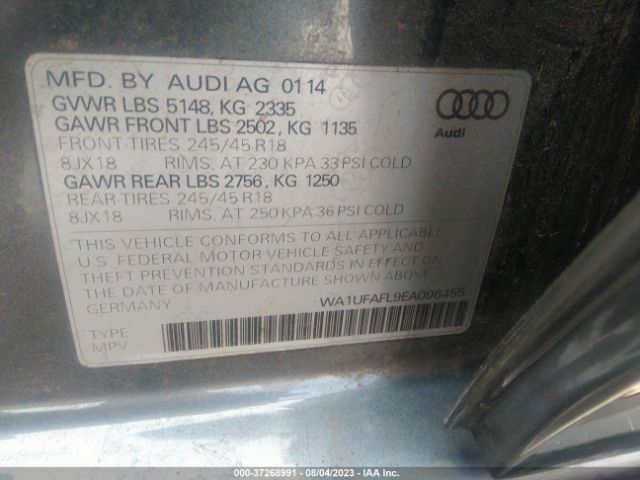 MFD. BY AUDI AG 01 14
GVWR LBS 5148, KG 2335
GAWR FRONT LBS 2502, KG 1135
FRONT-TIRES 245/45 R18
8JX18 RIMS, AT 230 KPA 33 PSI COLD
GAWR REAR LBS 2756, KG 1250
REAR-TIRES 245/45 R18
8JX18 RIMS, AT 250 KPA 36 PSI COLD
Audi
THIS VEHICLE CONFORMS TO ALL APPLICABLE
U.S. FEDERAL MOTOR VEHICLE SAFETY AND
THEFT PREVENTION STANDARDS IN EFFECT ON
THE DATE OF MANUFACTURE SHOWN ABOVE
GERMANY WA1UFAFL9EA096455
TYPE
MPV
000-37268991 - 08/04/2023 - IAA Inc.